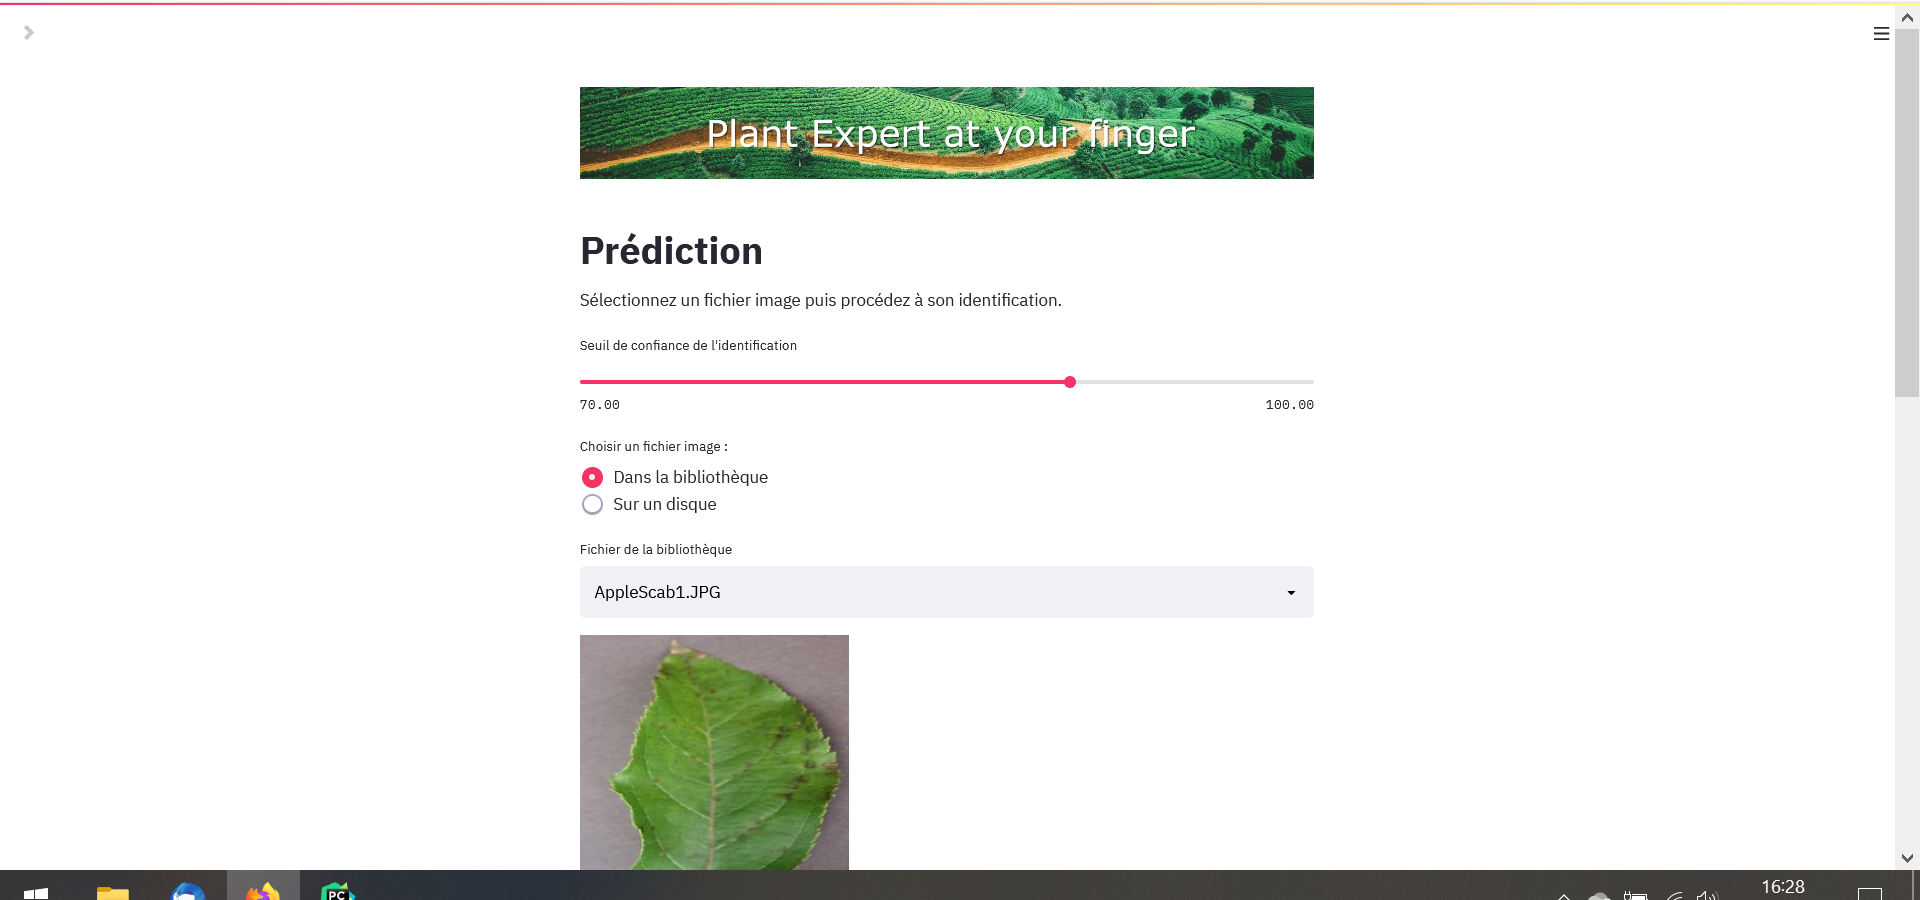 Plant Expert at your finger
Prédiction
Sélectionnez un fichier image puis procédez à son identification.
Seuil de confiance de l'identification
70.00 100.00
Choisir un fichier image :
Dans la bibliothèque
Sur un disque
Fichier de la bibliothèque
AppleScab1.JPG
PC
16:28